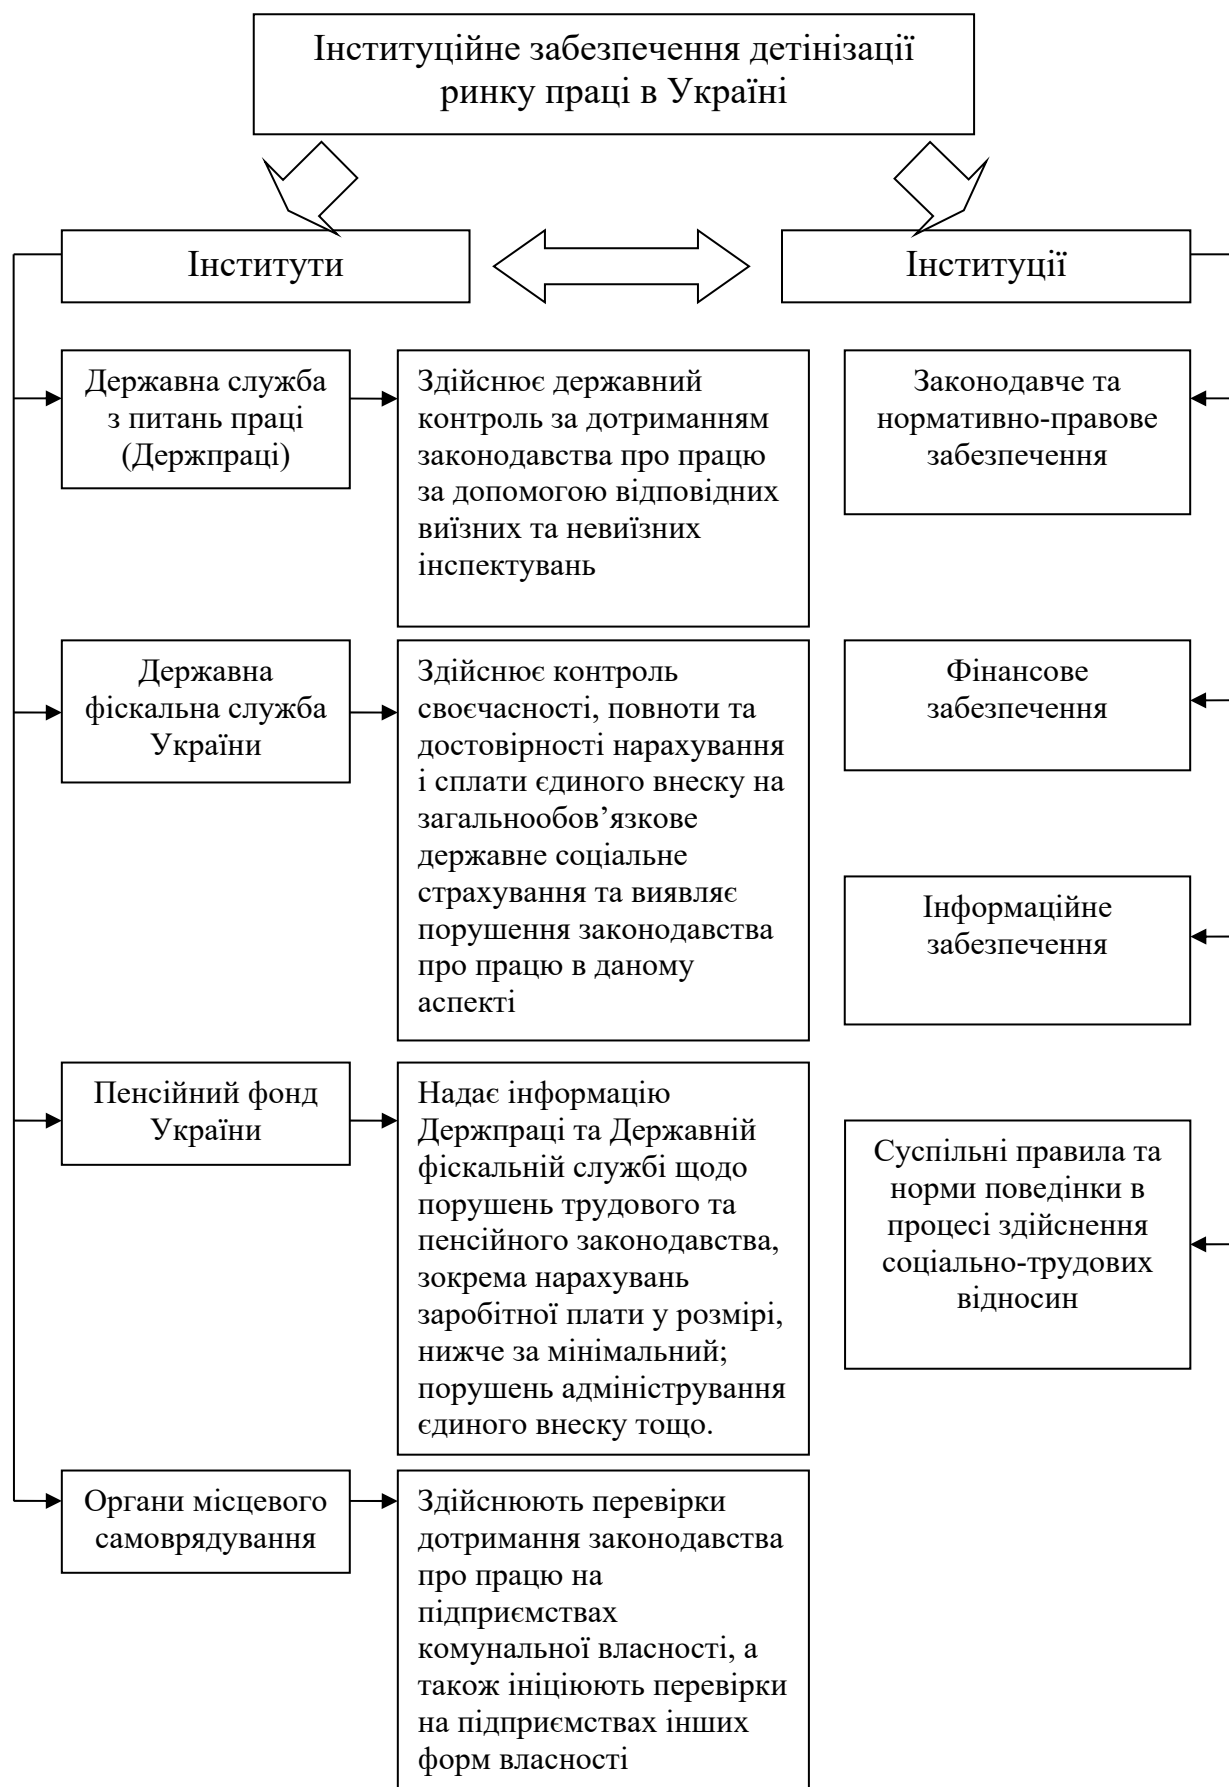 Інституційне забезпечення детінізації
ринку праці в Україні
Інститути
Інституції
Державна служба
з питань праці
(Держпраці)
Здійснює державний
контроль за дотриманням
законодавства про працю
за допомогою відповідних
виїзних та невиїзних
інспектувань
Законодавче та
нормативно-правове
забезпечення
Державна
фіскальна служба
України
Здійснює контроль
своєчасності, повноти та
достовірності нарахування
і сплати єдиного внеску на
загальнообов’язкове
державне соціальне
страхування та виявляє
порушення законодавства
про працю в даному
аспекті
Фінансове
забезпечення
Інформаційне
забезпечення
Пенсійний фонд
України
Надає інформацію
Держпраці та Державній
фіскальній службі щодо
порушень трудового та
пенсійного законодавства,
зокрема нарахувань
заробітної плати у розмірі,
нижче за мінімальний;
порушень адміністрування
єдиного внеску тощо.
Суспільні правила та
норми поведінки в
процесі здійснення
соціально-трудових
відносин
Органи місцевого
самоврядування
Здійснюють перевірки
дотримання законодавства
про працю на
підприємствах
комунальної власності, а
також ініціюють перевірки
на підприємствах інших
форм власності